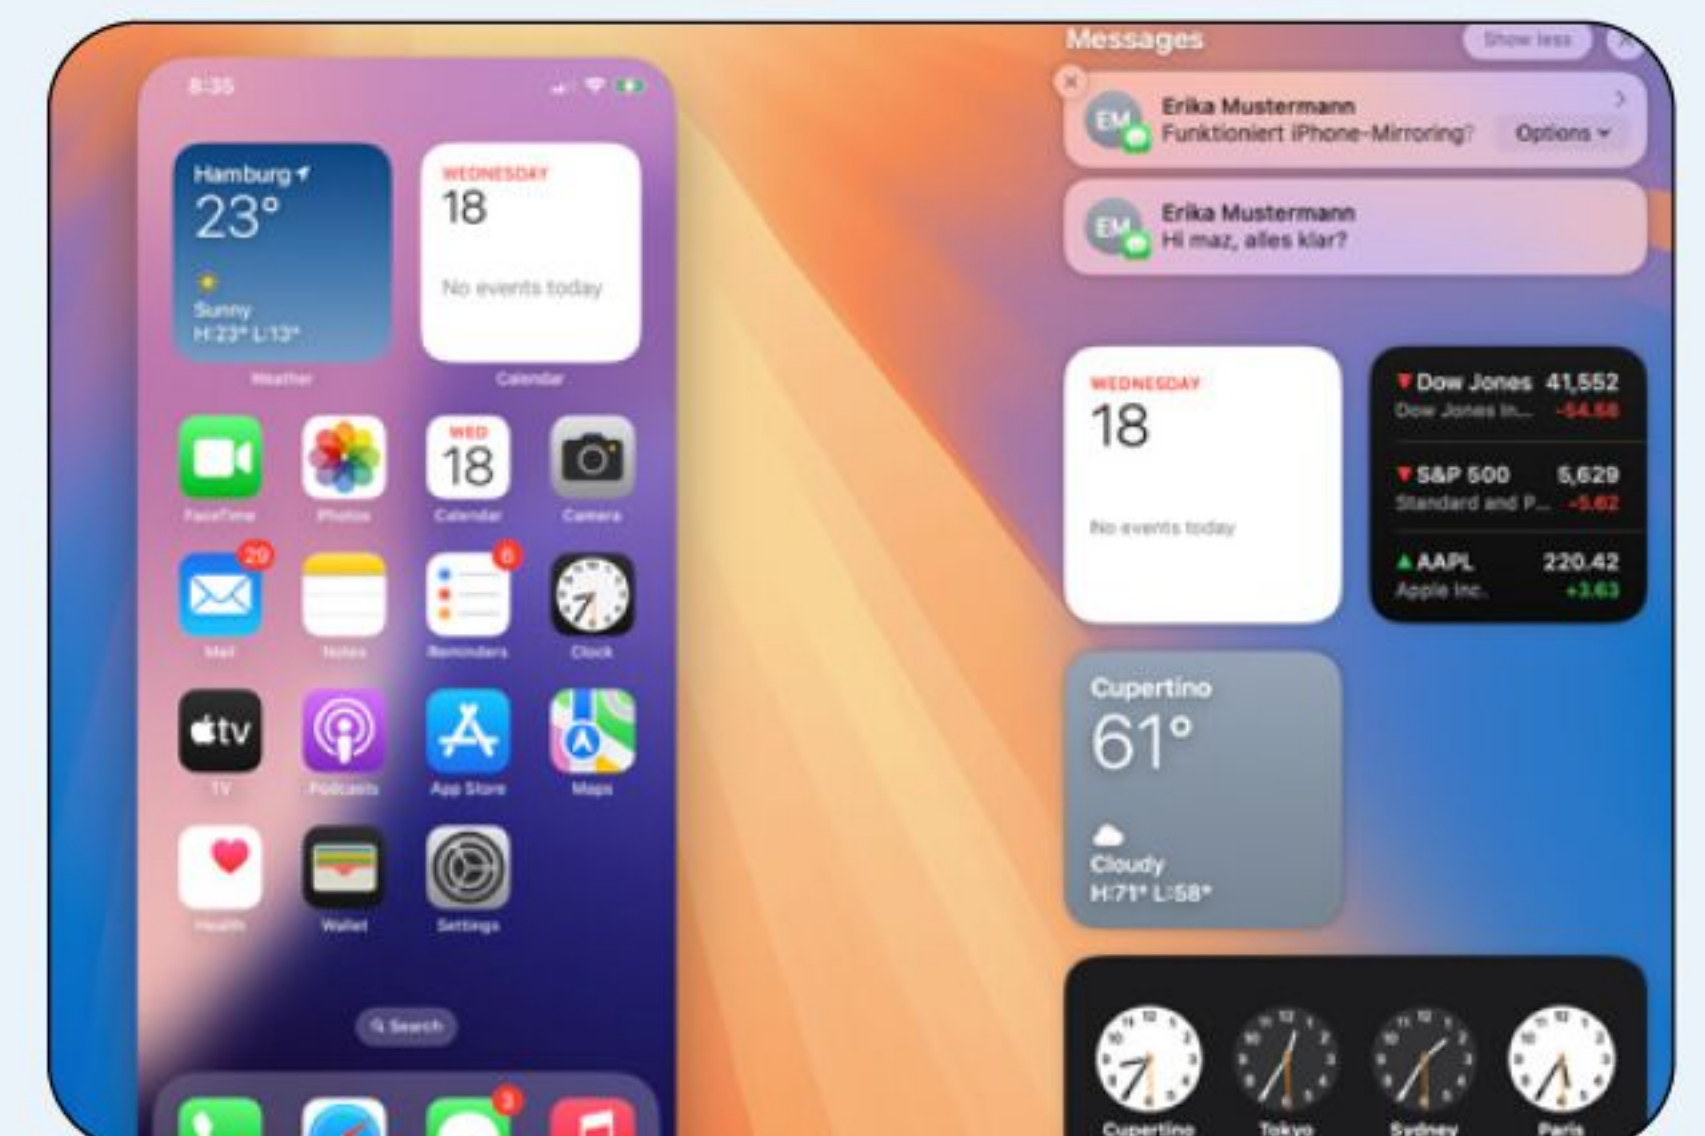 8:35
Hamburg
23°
Sunny
H:23° L:13°
Weather
WEDNESDAY
18
No events today
Calendar
FaceTime
Photos
WED
18
Calendar
Camera
29
6
Mail
Notes
Reminders
Clock
tv
TV
Podcasts
App Store
Maps
Health
Wallet
Settings
Search
3
Messages
Show less
Erika Mustermann
Funktioniert iPhone-Mirroring?
Options
EM
Erika Mustermann
Hi maz, alles klar?
EM
WEDNESDAY
18
No events today
Dow Jones 41,552
Dow Jones In... -54.58
S&P 500 5,629
Standard and P... -5.62
AAPL 220.42
Apple Inc. +3.63
Cupertino
61°
Cloudy
H:71° L:58°
Cupertino Tokyo Sydney Paris